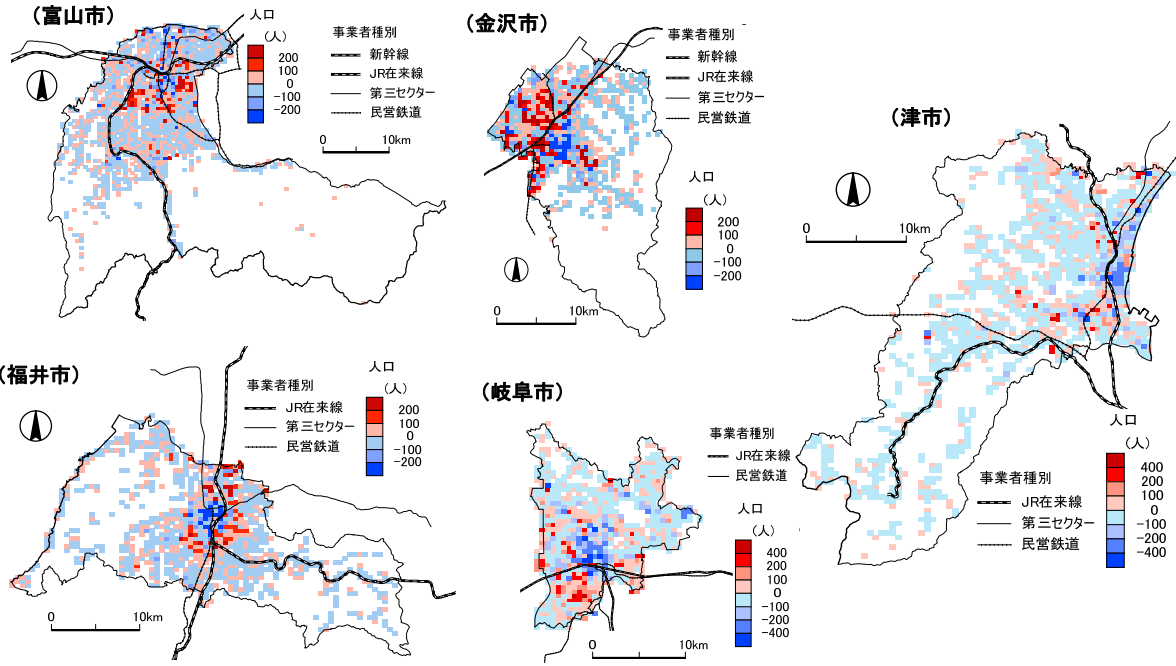 （富山市）
人口
（人）
200
100
0
-100
-200
事業者種別
新幹線
JR在来線
第三セクター
民営鉄道
0
10km
（金沢市）
事業者種別
新幹線
JR在来線
第三セクター
民営鉄道
人口
（人）
200
100
0
-100
-200
0
10km
（津市）
0
10km
人口
（人）
400
200
100
0
-100
-200
-400
事業者種別
JR在来線
第三セクター
民営鉄道
（福井市）
事業者種別
JR在来線
第三セクター
民営鉄道
人口
（人）
200
100
0
-100
-200
0
10km
（岐阜市）
事業者種別
JR在来線
民営鉄道
人口
（人）
400
200
100
0
-100
-200
-400
0
10km